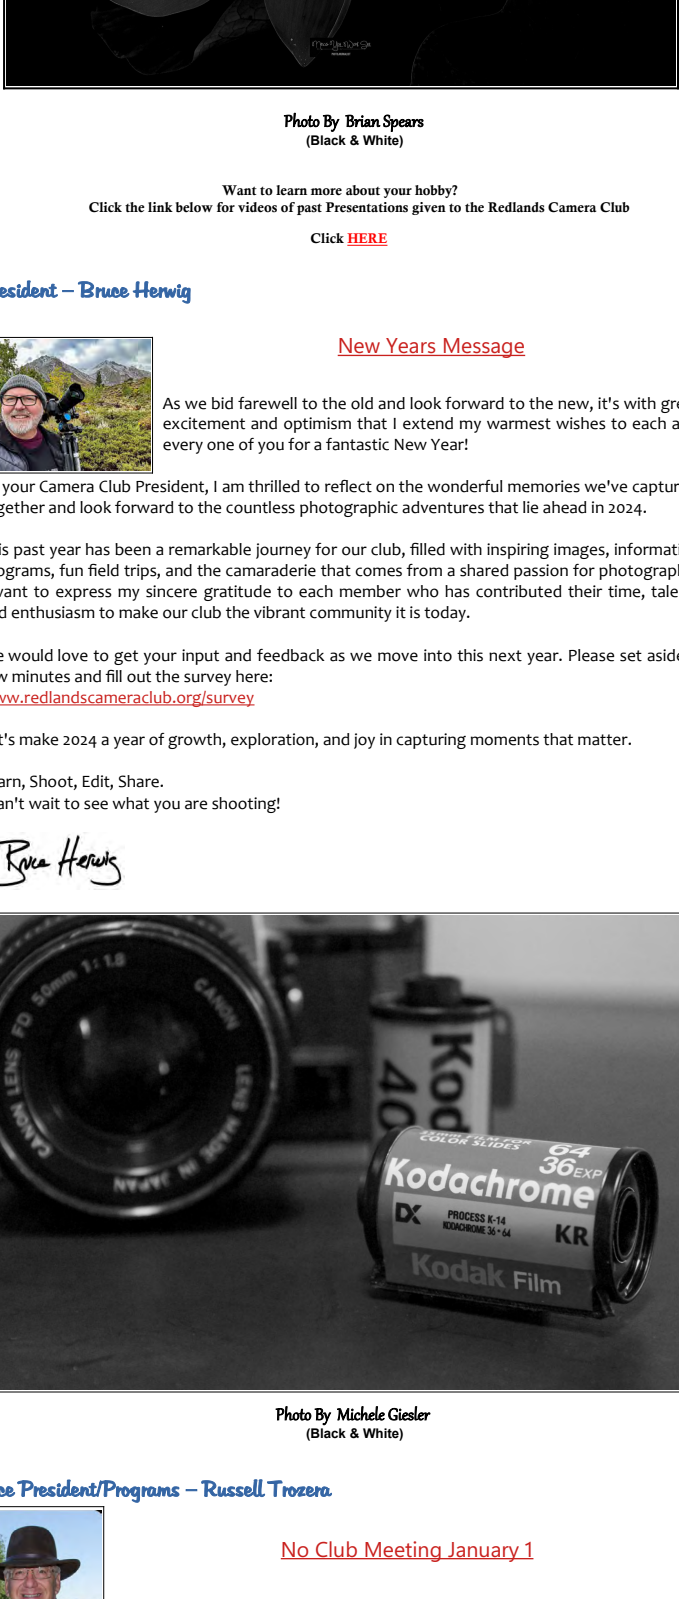 Photo By Brian Spears
(Black & White)
Want to learn more about your hobby?
Click the link below for videos of past Presentations given to the Redlands Camera Club
Click HERE
esident – Bruce Herwig
New Years Message
As we bid farewell to the old and look forward to the new, it's with gre
excitement and optimism that I extend my warmest wishes to each a
every one of you for a fantastic New Year!
your Camera Club President, I am thrilled to reflect on the wonderful memories we've captur
gether and look forward to the countless photographic adventures that lie ahead in 2024.
is past year has been a remarkable journey for our club, filled with inspiring images, informati
ograms, fun field trips, and the camaraderie that comes from a shared passion for photograph
want to express my sincere gratitude to each member who has contributed their time, tale
d enthusiasm to make our club the vibrant community it is today.
e would love to get your input and feedback as we move into this next year. Please set aside
w minutes and fill out the survey here:
ww.redlandscameraclub.org/survey
t's make 2024 a year of growth, exploration, and joy in capturing moments that matter.
arn, Shoot, Edit, Share.
an't wait to see what you are shooting!
Bruce Herwig
CANON LENS FD 50mm 1:1.8
CANON LENS MADE IN JAPAN
Kod
40
35mm FILM FOR
COLOR SLIDES
64
36 EXP
Kodachrome
DX
PROCESS K-14
KODACHROME 36•64
KR
Kodak Film
Photo By Michele Giesler
(Black & White)
ce President/Programs – Russell Trozera
No Club Meeting January 1